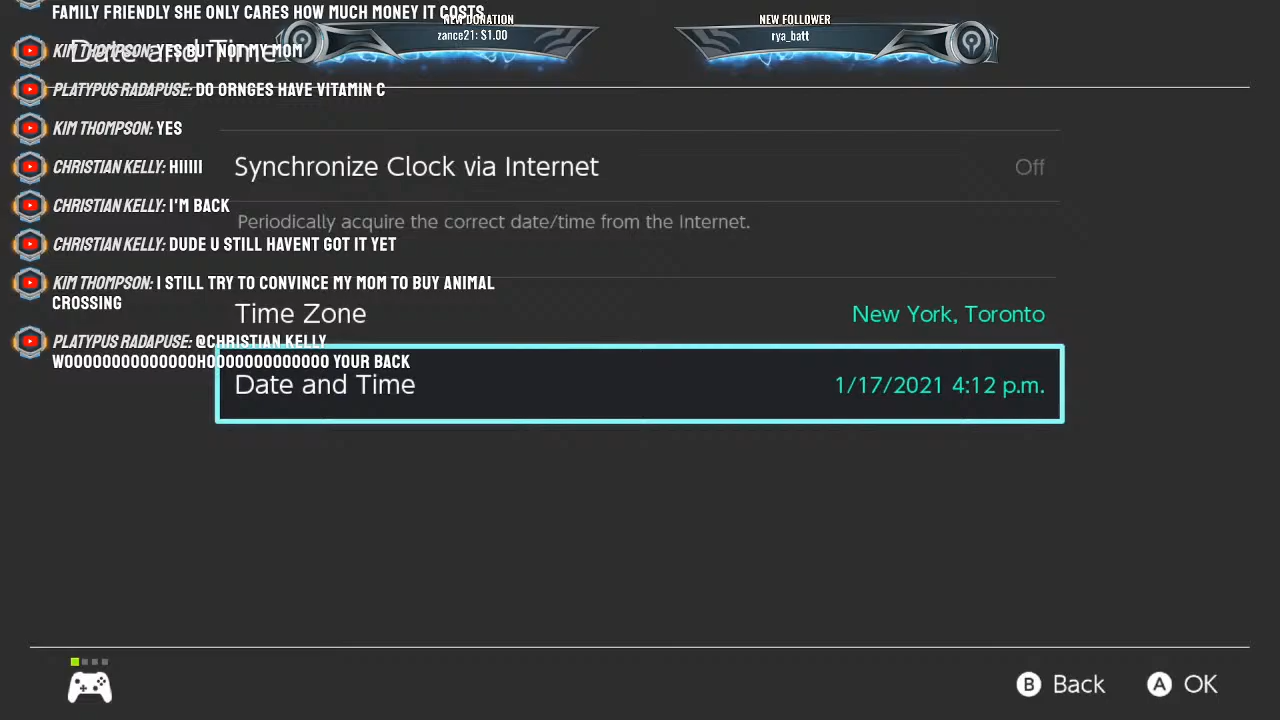 FAMILY FRIENDLY SHE ONLY CARES HOW MUCH MONEY IT COSTS
NEW DONATION
zance21: $1.00
NEW FOLLOWER
rya_batt
Date and Time
KIM THOMPSON: YES BUT NOT MY MOM
PLATYPUS RADAPUSE: DO ORNGES HAVE VITAMIN C
KIM THOMPSON: YES
CHRISTIAN KELLY: HIIIII
Synchronize Clock via Internet
Off
CHRISTIAN KELLY: I'M BACK
Periodically acquire the correct date/time from the Internet.
CHRISTIAN KELLY: DUDE U STILL HAVENT GOT IT YET
KIM THOMPSON: I STILL TRY TO CONVINCE MY MOM TO BUY ANIMAL
CROSSING
Time Zone
New York, Toronto
PLATYPUS RADAPUSE: @CHRISTIAN KELLY
WOOOOOOOOOOOOOOHOOOOOOOOOOOOO YOUR BACK
Date and Time
1/17/2021 4:12 p.m.
B Back
A OK